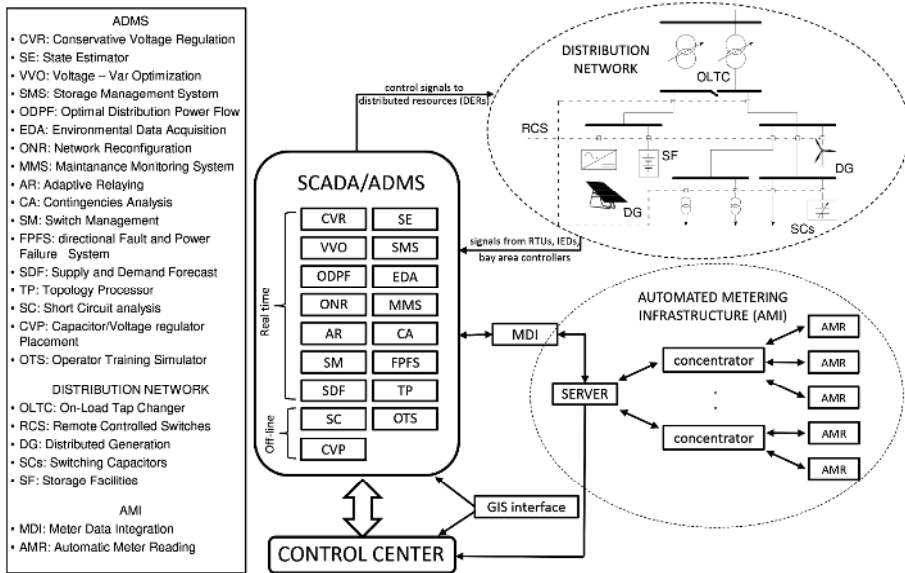 ADMS
• CVR: Conservative Voltage Regulation
• SE: State Estimator
• VVO: Voltage – Var Optimization
• SMS: Storage Management System
• ODPF: Optimal Distribution Power Flow
• EDA: Environmental Data Acquisition
• ONR: Network Reconfiguration
• MMS: Maintanance Monitoring System
• AR: Adaptive Relaying
• CA: Contingencies Analysis
• SM: Switch Management
• FPFS: directional Fault and Power
Failure System
• SDF: Supply and Demand Forecast
• TP: Topology Processor
• SC: Short Circuit analysis
• CVP: Capacitor/Voltage regulator
Placement
• OTS: Operator Training Simulator
DISTRIBUTION NETWORK
• OLTC: On-Load Tap Changer
• RCS: Remote Controlled Switches
• DG: Distributed Generation
• SCs: Switching Capacitors
• SF: Storage Facilities
AMI
• MDI: Meter Data Integration
• AMR: Automatic Meter Reading
control signals to
distributed resources (DERs)
SCADA/ADMS
Real time
CVR SE
VVO SMS
ODPF EDA
ONR MMS
AR CA
SM FPFS
SDF TP
Off-line
SC OTS
CVP
signals from RTUs, IEDs,
bay area controllers
MDI
GIS interface
CONTROL CENTER
DISTRIBUTION
NETWORK
OLTC
RCS
SF
DG
DG
SCs
AUTOMATED METERING
INFRASTRUCTURE (AMI)
SERVER
concentrator
:
concentrator
AMR
AMR
AMR
AMR
AMR